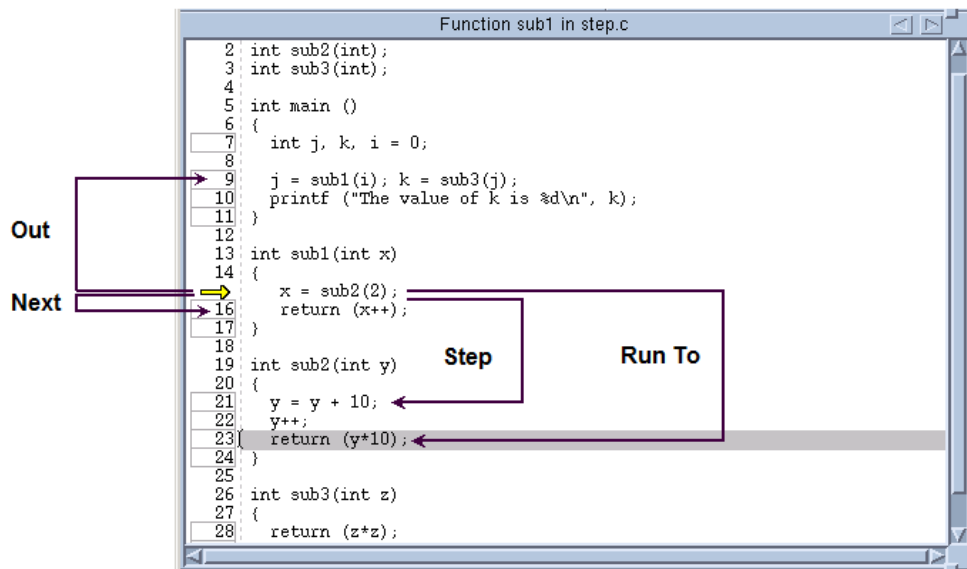 Function sub1 in step.c
2 int sub2(int);
3 int sub3(int);
4
5 int main ()
6 {
7 int j, k, i = 0;
8
9 j = sub1(i); k = sub3(j);
10 printf ("The value of k is %d\n", k);
11 }
12
13 int sub1(int x)
14 {
x = sub2(2);
16 return (x++);
17 }
18
19 int sub2(int y)
20 {
21 y = y + 10;
22 y++;
23 return (y*10);
24 }
25
26 int sub3(int z)
27 {
28 return (z*z);
Out
Next
Step
Run To